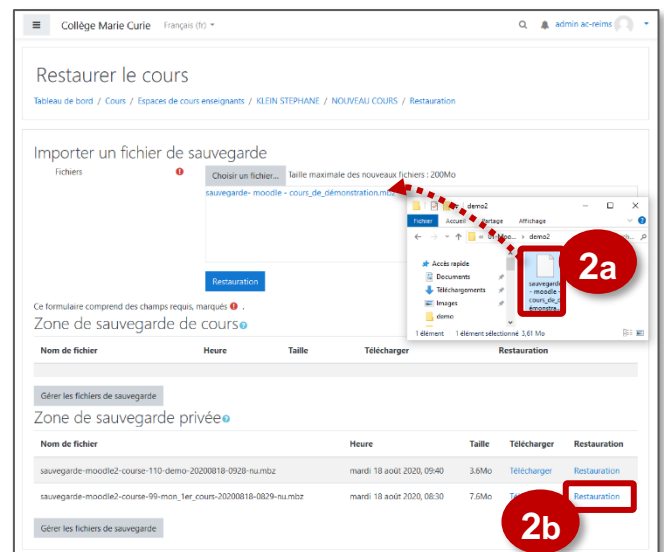 Collège Marie Curie Français (fr)
admin ac-reims
Restaurer le cours
Tableau de bord / Cours / Espaces de cours enseignants / KLEIN STEPHANE / NOUVEAU COURS / Restauration
Importer un fichier de sauvegarde
Fichiers
Choisir un fichier... Taille maximale des nouveaux fichiers : 200Mo
sauvegarde- moodle - cours_de_démonstration.mbz
demo2
Fichier Accueil Partage Affichage
demo2
Accès rapide
Documents
Téléchargements
Images
demo
sauvegarde
- moodle -
cours_de_d
émonstra...
1 élément 1 élément sélectionné 3,61 Mo
2a
Restauration
Ce formulaire comprend des champs requis, marqués .
Zone de sauvegarde de cours
Nom de fichier Heure Taille Télécharger Restauration
Gérer les fichiers de sauvegarde
Zone de sauvegarde privée
Nom de fichier Heure Taille Télécharger Restauration
sauvegarde-moodle2-course-110-demo-20200818-0928-nu.mbz mardi 18 août 2020, 09:40 3.6Mo Télécharger Restauration
sauvegarde-moodle2-course-99-mon_1er_cours-20200818-0829-nu.mbz mardi 18 août 2020, 08:30 7.6Mo Restauration
2b
Gérer les fichiers de sauvegarde